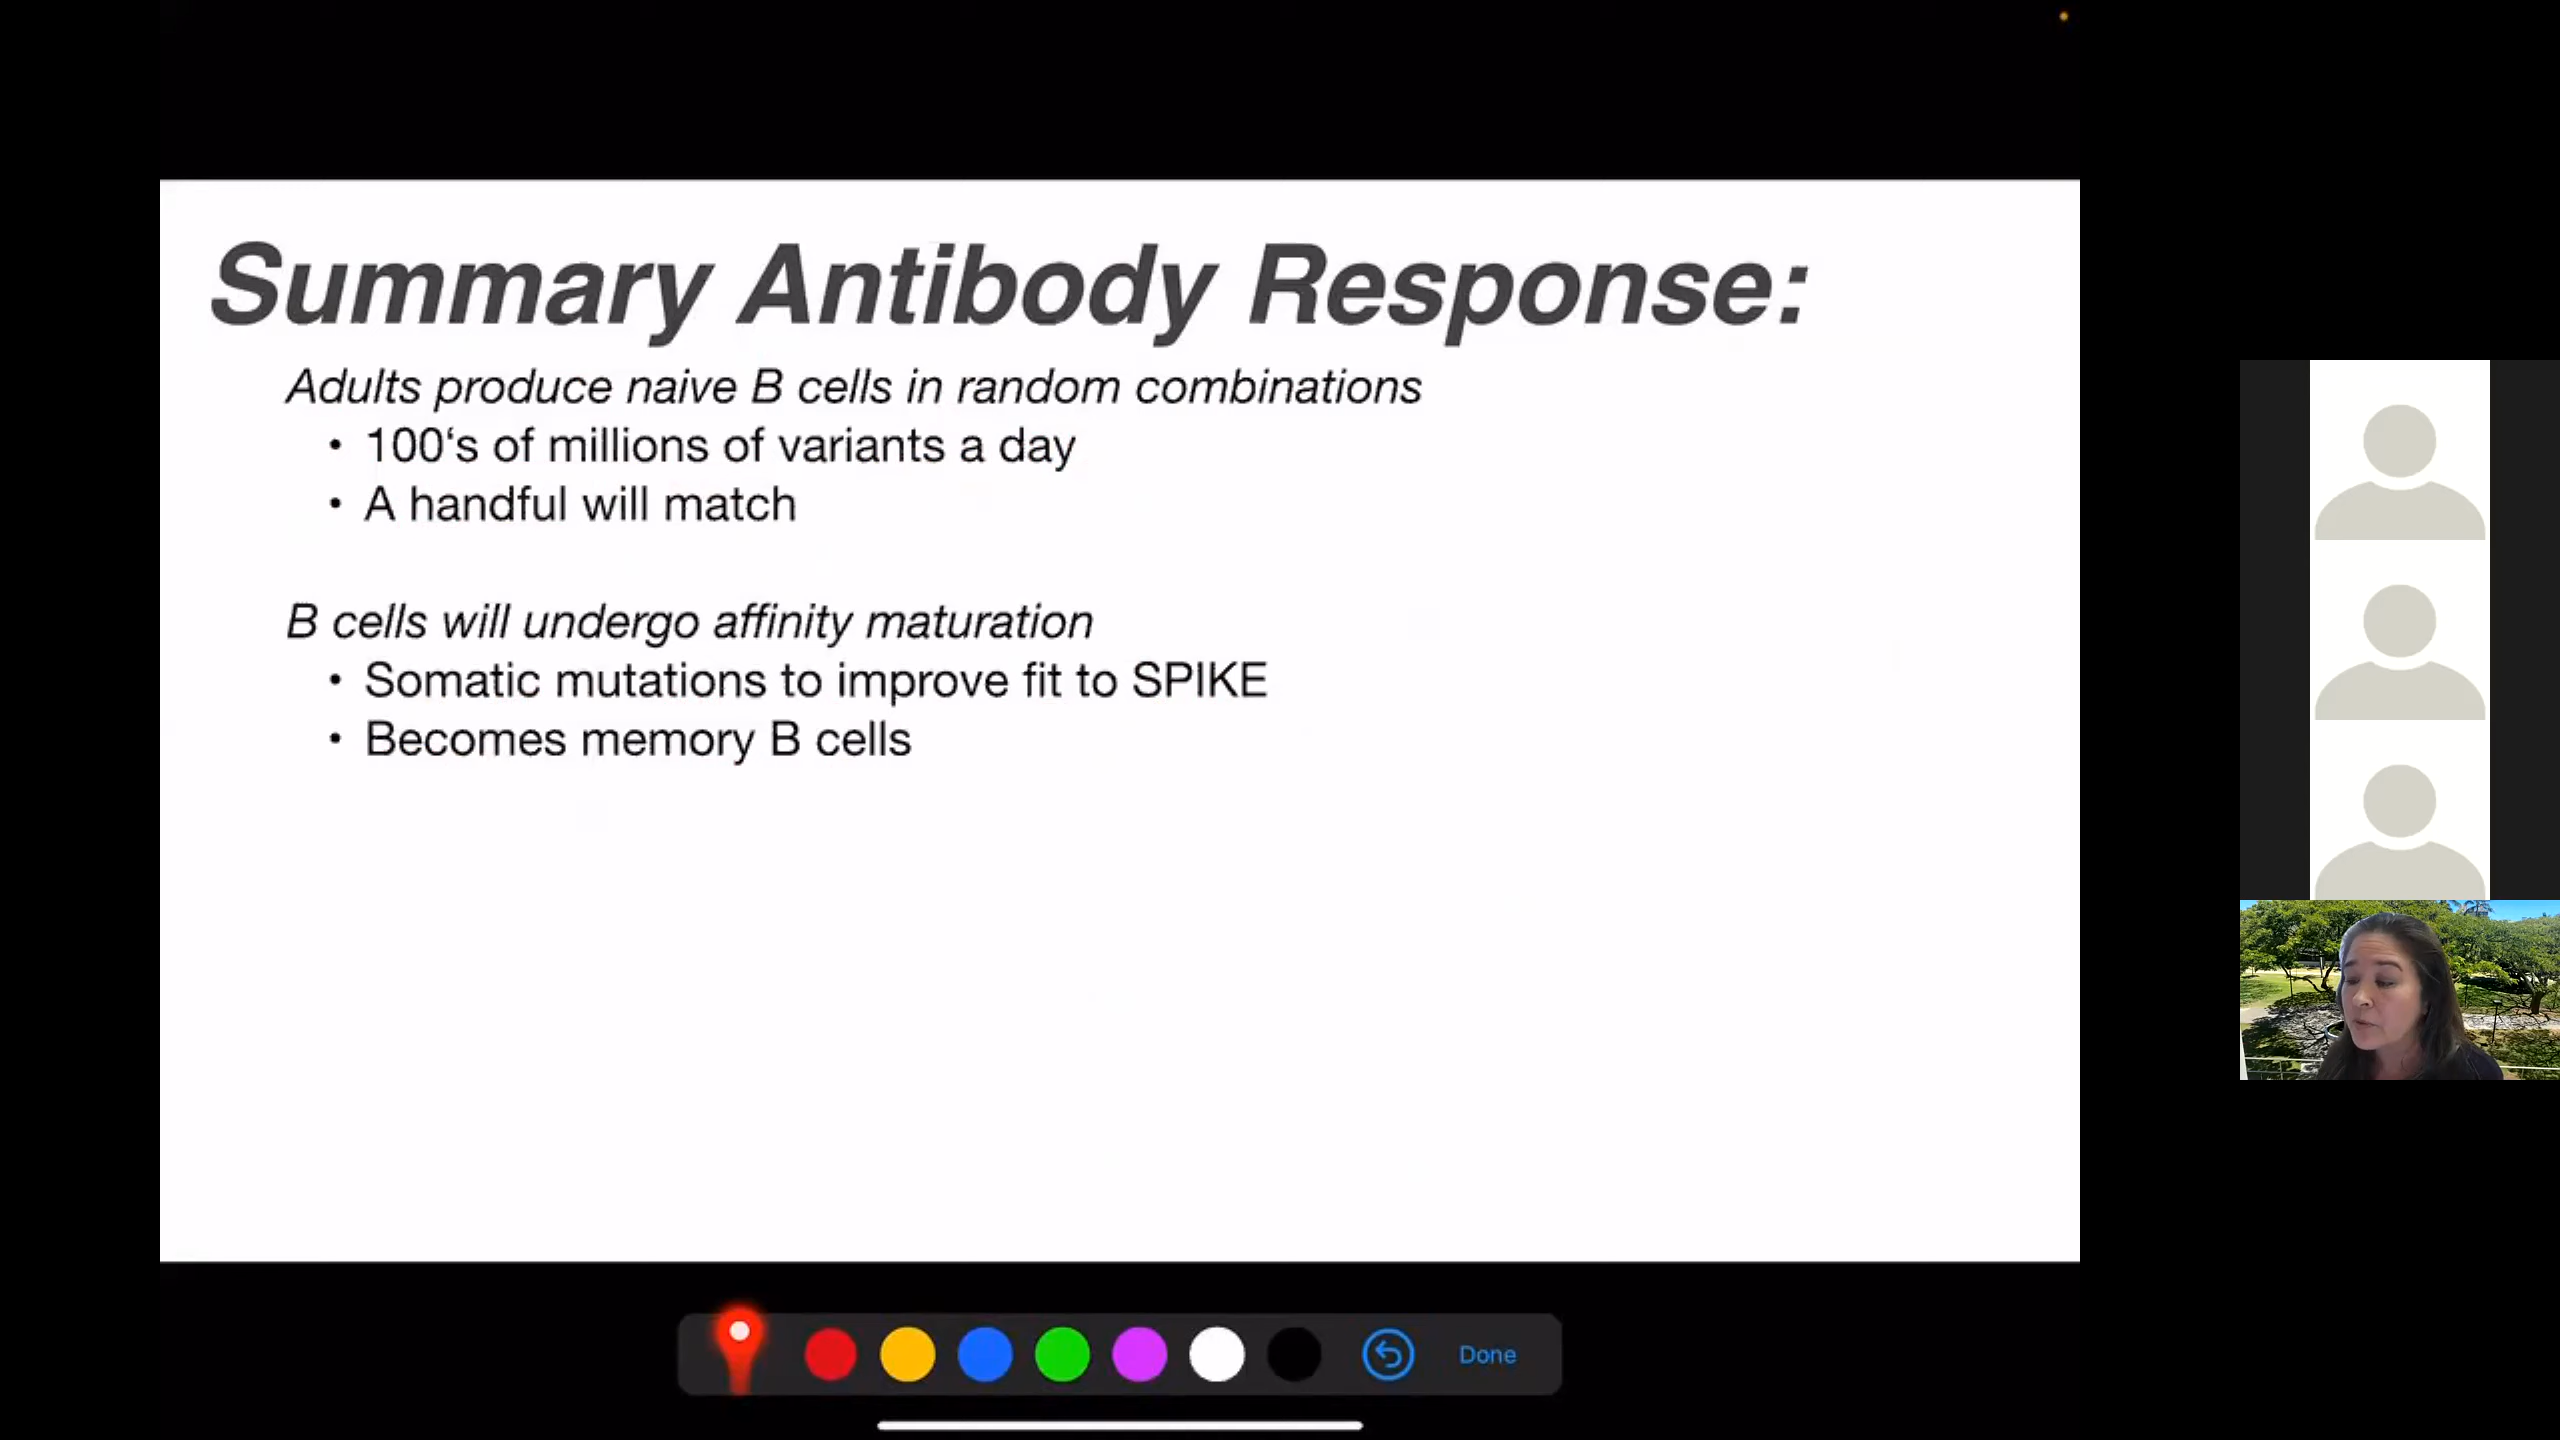 Summary Antibody Response:
Adults produce naive B cells in random combinations
• 100‘s of millions of variants a day
• A handful will match
B cells will undergo affinity maturation
• Somatic mutations to improve fit to SPIKE
• Becomes memory B cells
Done